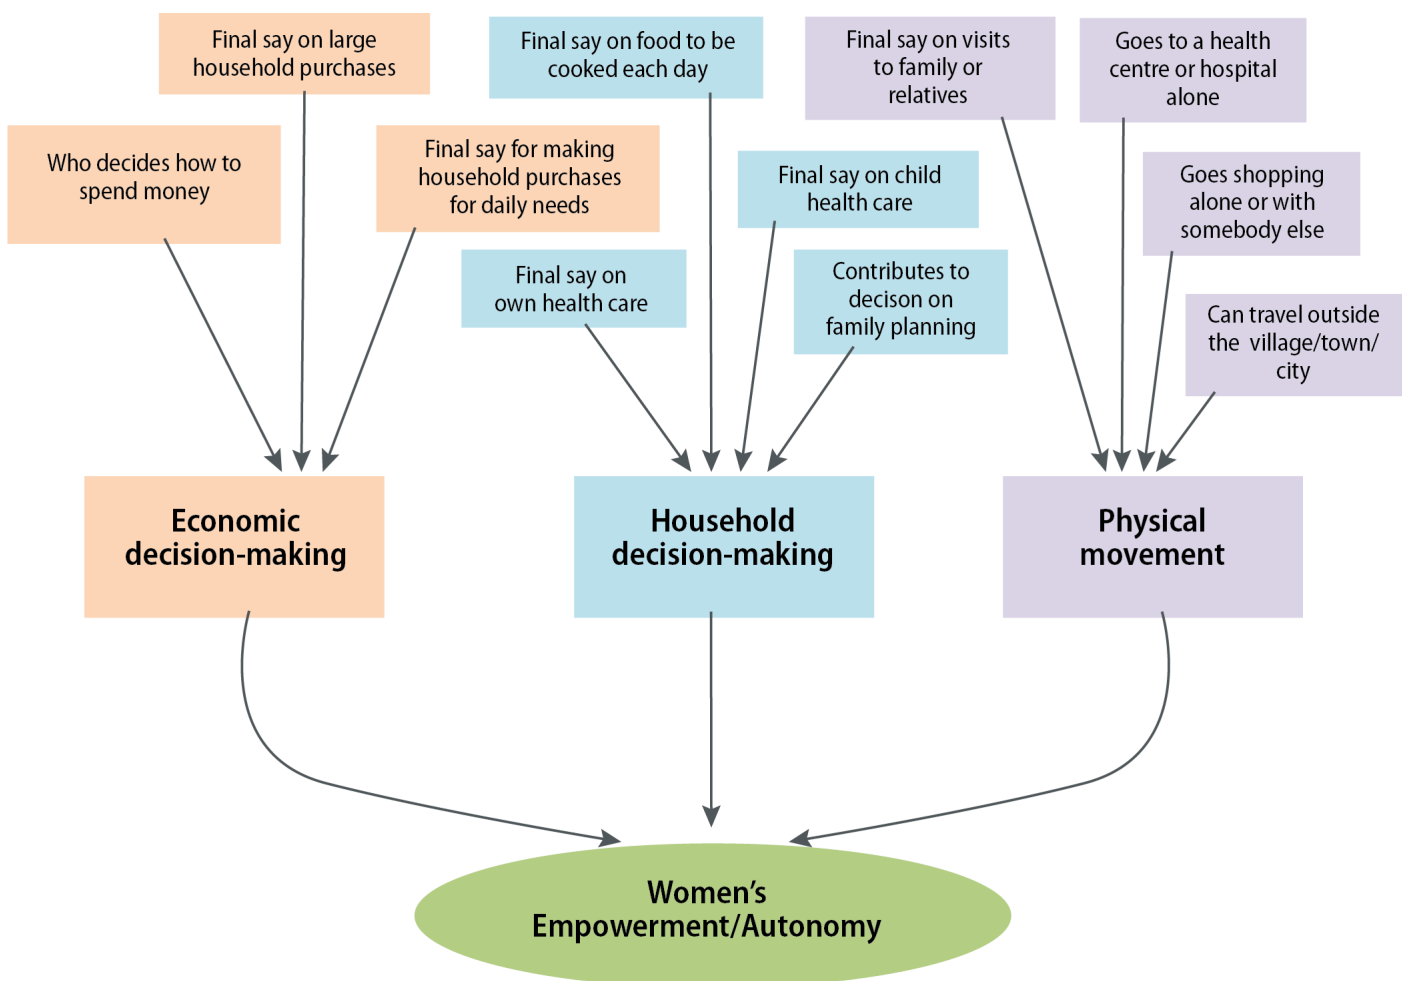 Final say on large
household purchases
Final say on food to be
cooked each day
Final say on visits
to family or
relatives
Goes to a health
centre or hospital
alone
Who decides how to
spend money
Final say for making
household purchases
for daily needs
Final say on child
health care
Goes shopping
alone or with
somebody else
Final say on
own health care
Contributes to
decison on
family planning
Can travel outside
the village/town/
city
Economic
decision-making
Household
decision-making
Physical
movement
Women’s
Empowerment/Autonomy